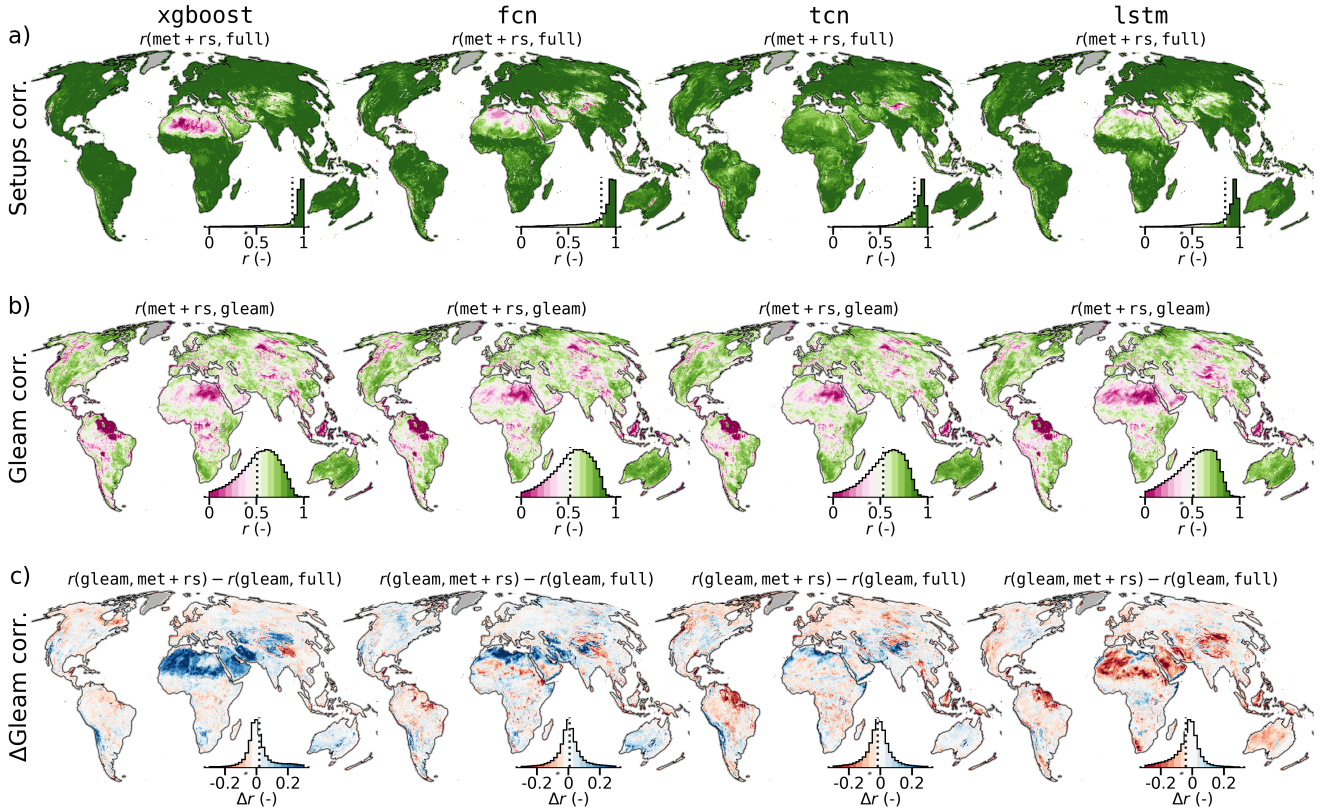 xgboost fcn tcn lstm
a) r(met + rs, full) r(met + rs, full) r(met + rs, full) r(met + rs, full)
Setups corr.
0 0.5 1 0 0.5 1 0 0.5 1 0 0.5 1
r (-) r (-) r (-) r (-)
b) r(met + rs, gleam) r(met + rs, gleam) r(met + rs, gleam) r(met + rs, gleam)
Gleam corr.
0 0.5 1 0 0.5 1 0 0.5 1 0 0.5 1
r (-) r (-) r (-) r (-)
c) r(gleam, met + rs) − r(gleam, full) r(gleam, met + rs) − r(gleam, full) r(gleam, met + rs) − r(gleam, full) r(gleam, met + rs) − r(gleam, full)
ΔGleam corr.
-0.2 0 0.2 -0.2 0 0.2 -0.2 0 0.2 -0.2 0 0.2
Δr (-) Δr (-) Δr (-) Δr (-)